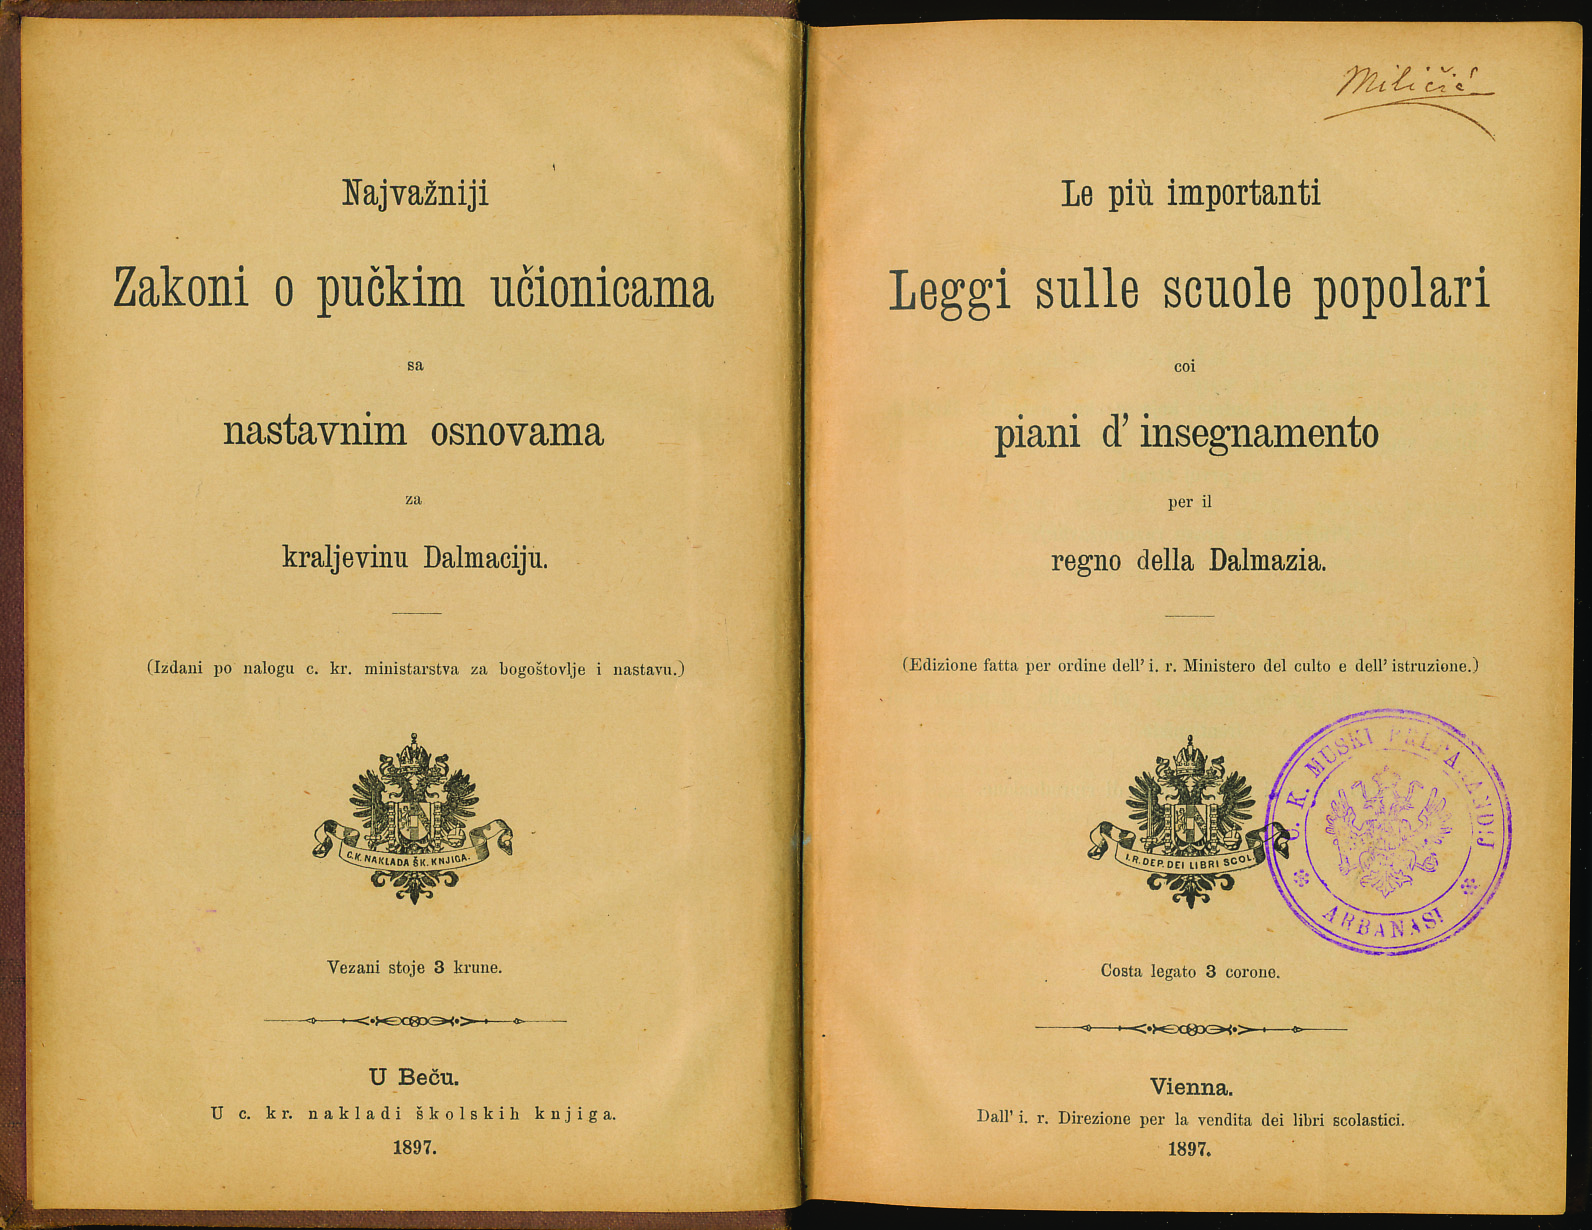 Najvažniji
Zakoni o pučkim učionicama
sa
nastavnim osnovama
za
kraljevinu Dalmaciju.
(Izdani po nalogu c. kr. ministarstva za bogoštovlje i nastavu.)
C.K. NAKLADA ŠK. KNJIGA.
Vezani stoje 3 krune.
U Beču.
U c. kr. nakladi školskih knjiga.
1897.
Miličić
Le più importanti
Leggi sulle scuole popolari
coi
piani d' insegnamento
per il
regno della Dalmazia.
(Edizione fatta per ordine dell' i. r. Ministero del culto e dell' istruzione.)
I.R. DEP. DEI LIBRI SCOL.
C. K. MUSKI PREPARANDIJ
ARBANASI
Costa legato 3 corone.
Vienna.
Dall' i. r. Direzione per la vendita dei libri scolastici.
1897.